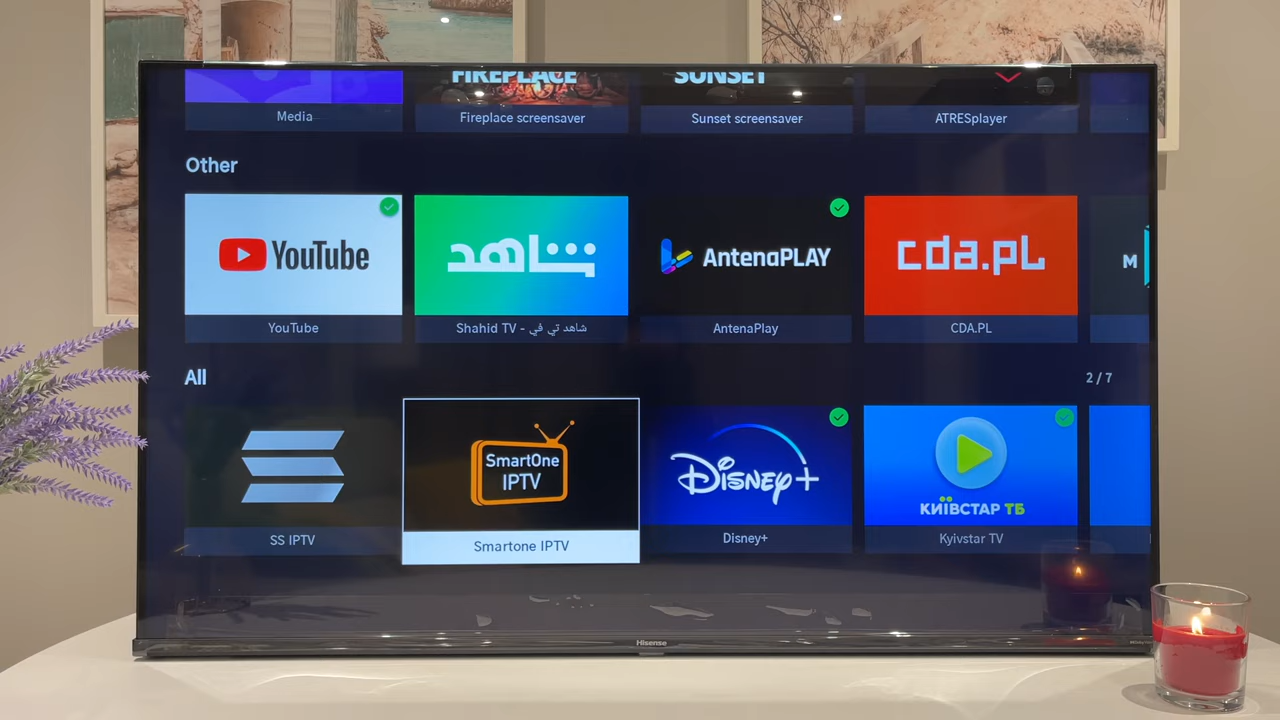 FIREPLACE
SUNSET
Media
Fireplace screensaver
Sunset screensaver
ATRESplayer
Other
YouTube
شاهد
AntenaPLAY
cda.pl
M
YouTube
Shahid TV - شاهد تي في
AntenaPlay
CDA.PL
All
2 / 7
SmartOne
IPTV
Disney+
КИЇВСТАР ТБ
SS IPTV
Smartone IPTV
Disney+
Kyivstar TV
Hisense